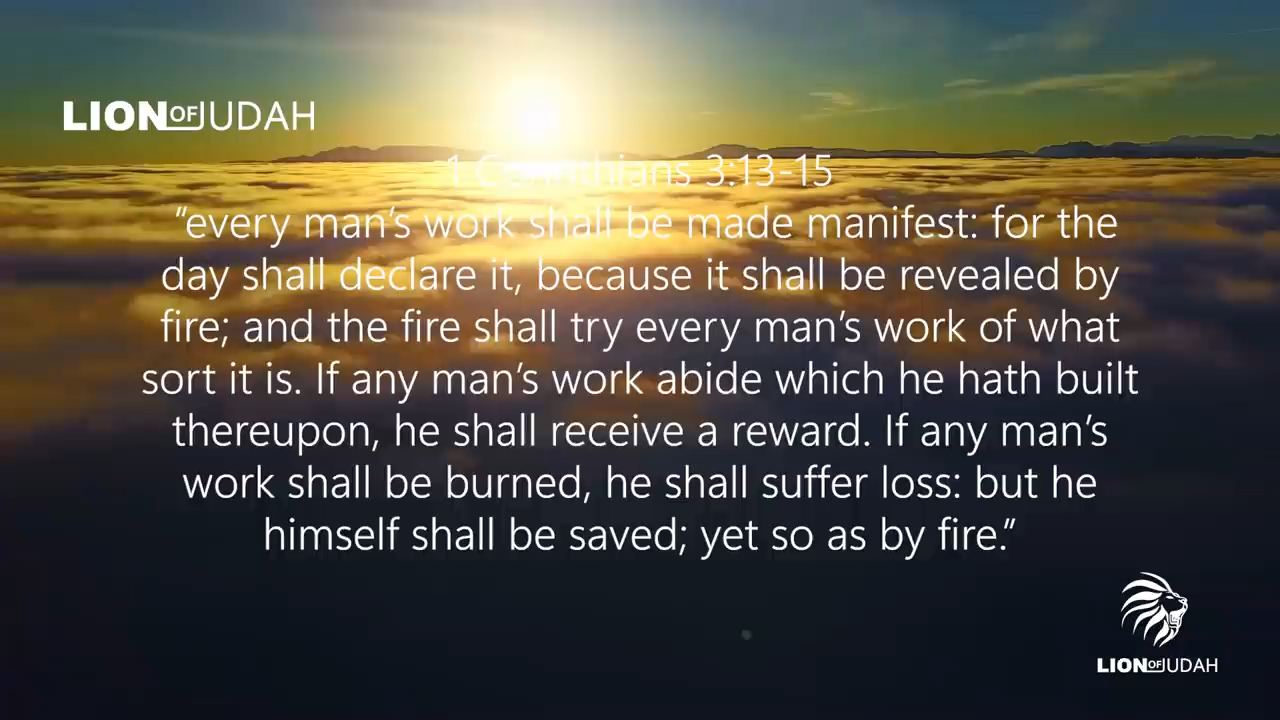 LION OF JUDAH
1 Corinthians 3:13-15
"every man's work shall be made manifest: for the
day shall declare it, because it shall be revealed by
fire; and the fire shall try every man's work of what
sort it is. If any man's work abide which he hath built
thereupon, he shall receive a reward. If any man's
work shall be burned, he shall suffer loss: but he
himself shall be saved; yet so as by fire."
LION OF JUDAH